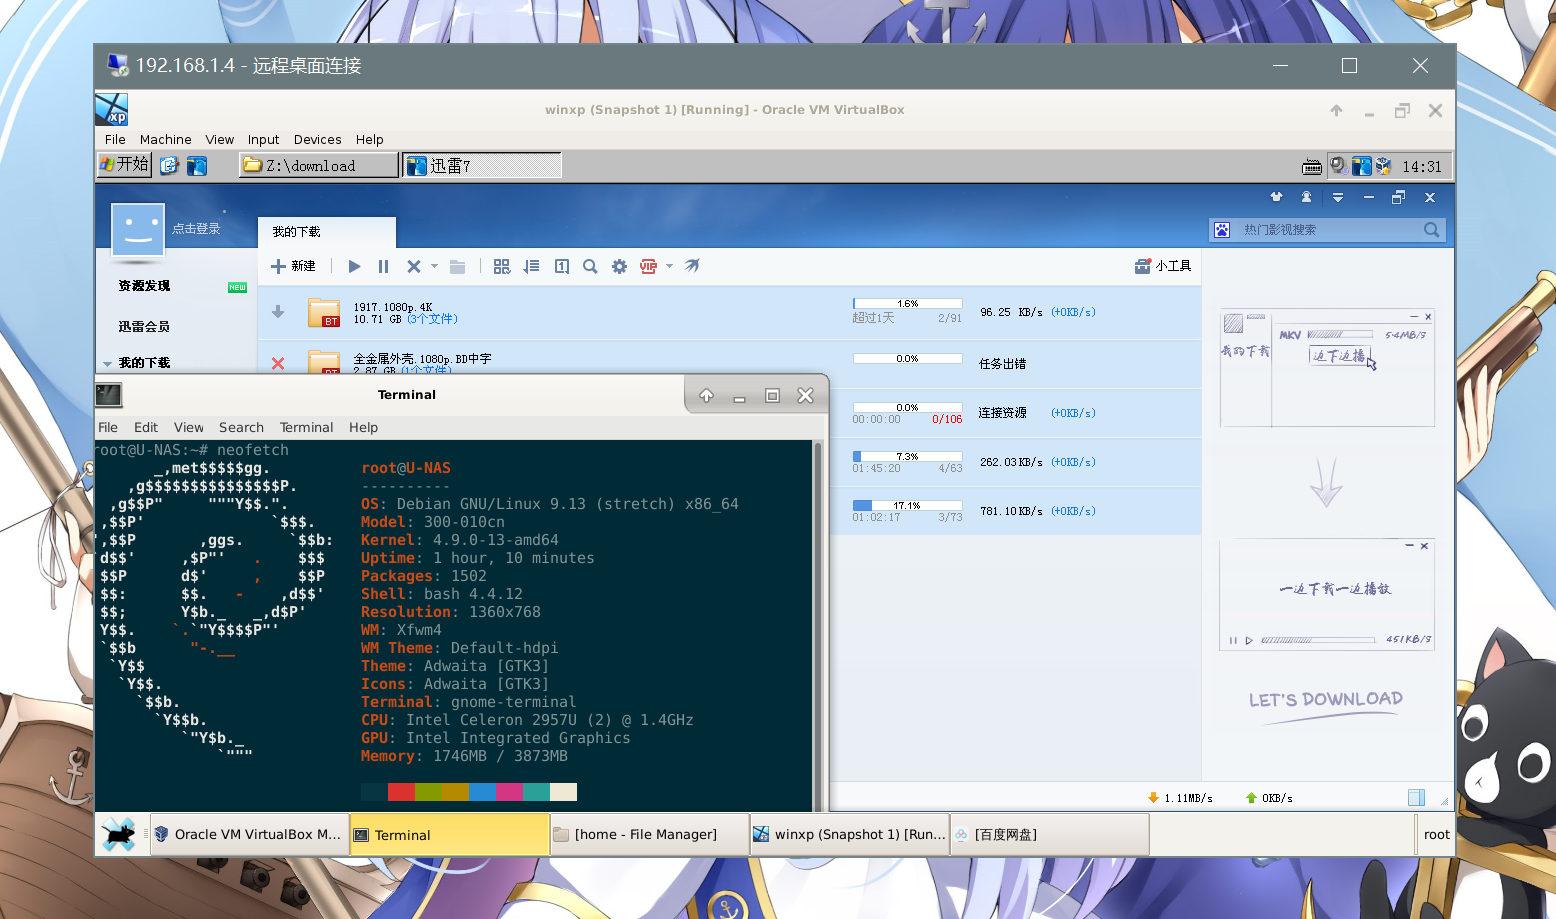 192.168.1.4 - 远程桌面连接
winxp (Snapshot 1) [Running] - Oracle VM VirtualBox
File Machine View Input Devices Help
开始 Z:\download 迅雷7 14:31
点击登录
我的下载
热门影视搜索
新建 VIP 小工具
资源发现 NEW
迅雷会员
我的下载
1917.1080p.4K 1.6% 96.25 KB/s (+0KB/s)
10.71 GB (3个文件) 超过1天 2/91
BT
全金属外壳.1080p.BD中字 0.0% 任务出错
2.87 GB (1个文件)
0.0% 连接资源 (+0KB/s)
00:00:00 0/106
7.3% 262.03KB/s (+0KB/s)
01:45:20 4/63
17.1% 781.10KB/s (+0KB/s)
01:02:17 3/73
MKV 54MB/S
我的下载 边下边播
一边下载一边播放
451KB/S
LET'S DOWNLOAD
1.11MB/s 0KB/s
Terminal
File Edit View Search Terminal Help
root@U-NAS:~# neofetch
_,met$$$$$gg. root@U-NAS
,g$$$$$$$$$$$$$$$P. ----------
,g$$P"     """Y$$.". OS: Debian GNU/Linux 9.13 (stretch) x86_64
,$$P'              `$$$. Model: 300-010cn
',$$P       ,ggs.     `$$b: Kernel: 4.9.0-13-amd64
d$$'     ,$P"'   .    $$$ Uptime: 1 hour, 10 minutes
$$P      d$'     ,    $$P Packages: 1502
$$:      $$.   -    ,d$$' Shell: bash 4.4.12
$$;      Y$b._   _,d$P' Resolution: 1360x768
Y$$.    `.`"Y$$$$P"' WM: Xfwm4
`$$b      "-.__ WM Theme: Default-hdpi
`Y$$ Theme: Adwaita [GTK3]
`Y$$. Icons: Adwaita [GTK3]
`$$b. Terminal: gnome-terminal
`Y$$b. CPU: Intel Celeron 2957U (2) @ 1.4GHz
`"Y$b._ GPU: Intel Integrated Graphics
`""" Memory: 1746MB / 3873MB
Oracle VM VirtualBox M... Terminal [home - File Manager] winxp (Snapshot 1) [Run... [百度网盘] root